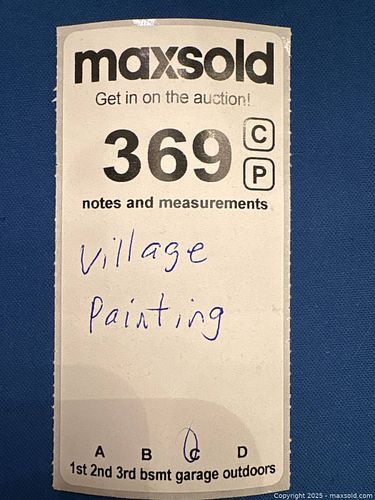 maxsold
Get in on the auction!
369 C
P
notes and measurements
Village
Painting
A B C D
1st 2nd 3rd bsmt garage outdoors
Copyright © 2025 - maxsold.com